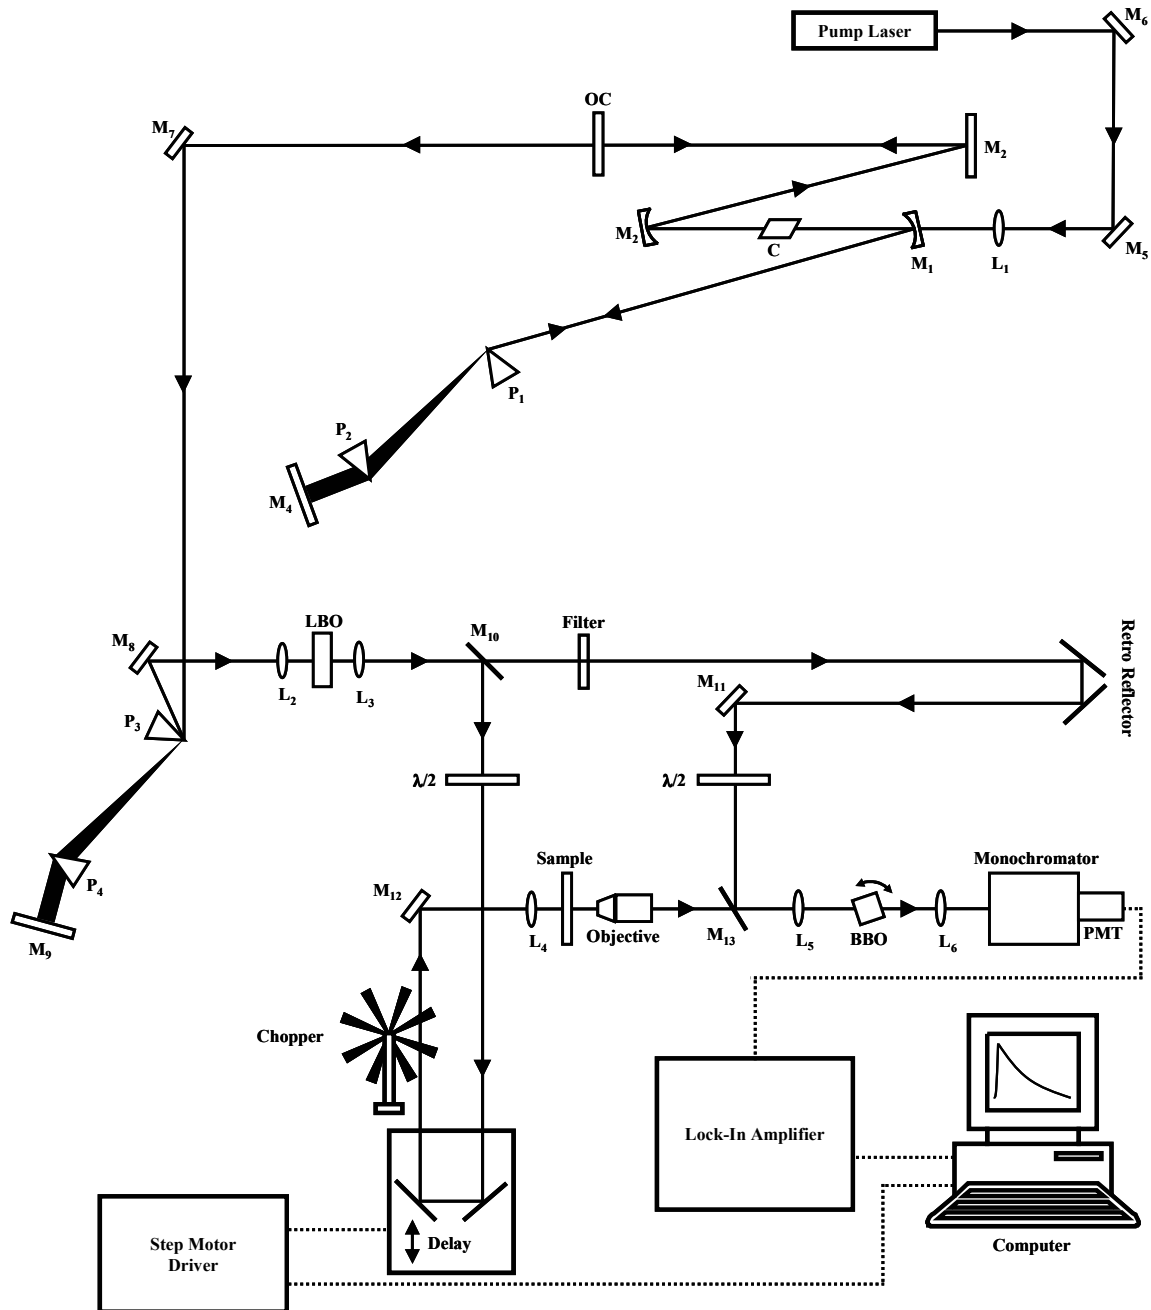 Pump Laser
M6
OC
M7
M2
M2
C
M1
L1
M5
P1
P2
M4
LBO
Filter
M8
M10
L2
L3
M11
Retro Reflector
P3
λ/2
λ/2
Sample
Monochromator
P4
M12
L4
Objective
M13
L5
BBO
L6
PMT
M9
Chopper
Lock-In Amplifier
Step Motor
Driver
Delay
Computer